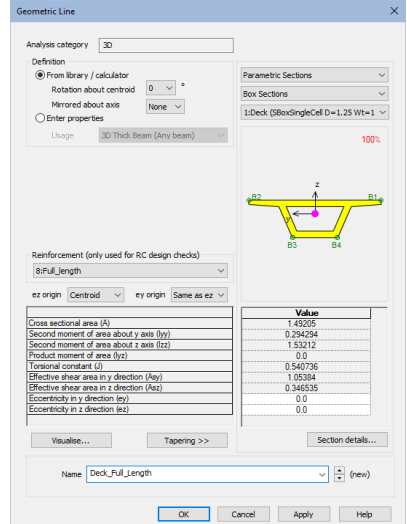 Geometric Line
Analysis category 3D
Definition
From library / calculator
Rotation about centroid 0 °
Mirrored about axis None
Enter properties
Usage 3D Thick Beam (Any beam)
Parametric Sections
Box Sections
1:Deck (SBoxSingleCell D=1.25 Wt=1
100%
z
B2 B1
y
B3 B4
Reinforcement (only used for RC design checks)
8:Full_length
ez origin Centroid ey origin Same as ez
Value
Cross sectional area (A) 1.49205
Second moment of area about y axis (Iyy) 0.294294
Second moment of area about z axis (Izz) 1.53212
Product moment of area (Iyz) 0.0
Torsional constant (J) 0.540736
Effective shear area in y direction (Asy) 1.05384
Effective shear area in z direction (Asz) 0.346535
Eccentricity in y direction (ey) 0.0
Eccentricity in z direction (ez) 0.0
Visualise... Tapering >> Section details...
Name Deck_Full_Length (new)
OK Cancel Apply Help